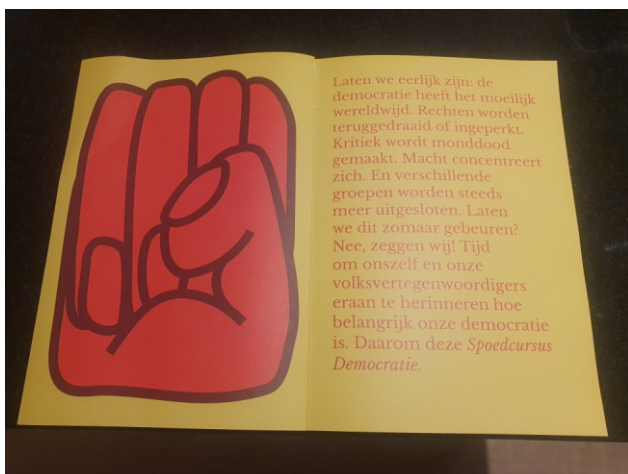 Laten we eerlijk zijn: de
democratie heeft het moeilijk
wereldwijd. Rechten worden
teruggedraaid of ingeperkt.
Kritiek wordt monddood
gemaakt. Macht concentreert
zich. En verschillende
groepen worden steeds
meer uitgesloten. Laten
we dit zomaar gebeuren?
Nee, zeggen wij! Tijd
om onszelf en onze
volksvertegenwoordigers
eraan te herinneren hoe
belangrijk onze democratie
is. Daarom deze Spoedcursus
Democratie.